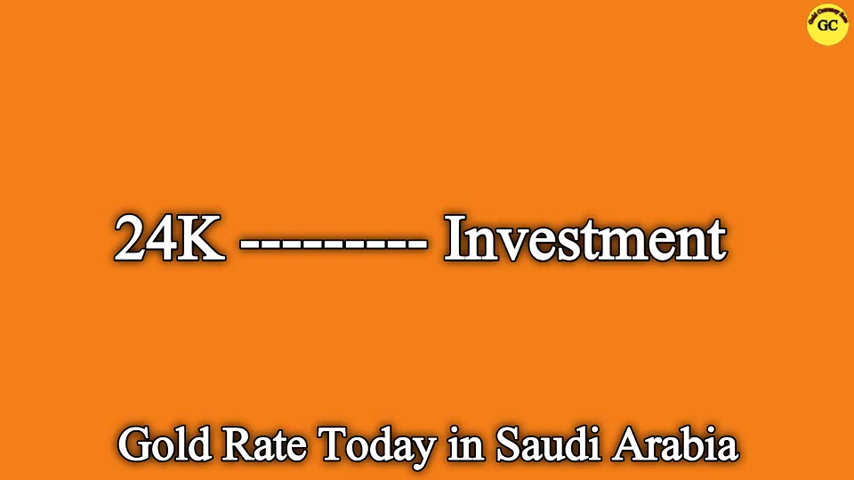 GC
24K --------- Investment
Gold Rate Today in Saudi Arabia